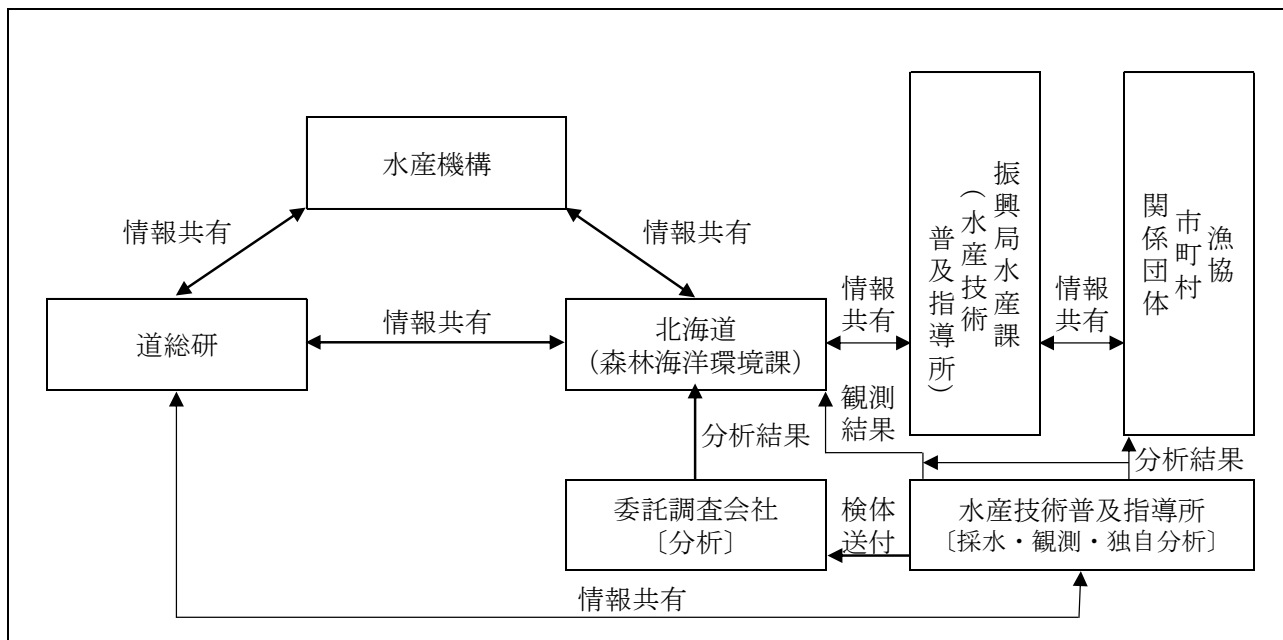 水産機構
情報共有
情報共有
道総研
情報共有
北海道
（森林海洋環境課）
情報
共有
振興局水産課
（水産技術
普及指導所）
情報
共有
漁協
市町村
関係団体
分析結果
観測
結果
分析結果
委託調査会社
〔分析〕
検体
送付
水産技術普及指導所
〔採水・観測・独自分析〕
情報共有